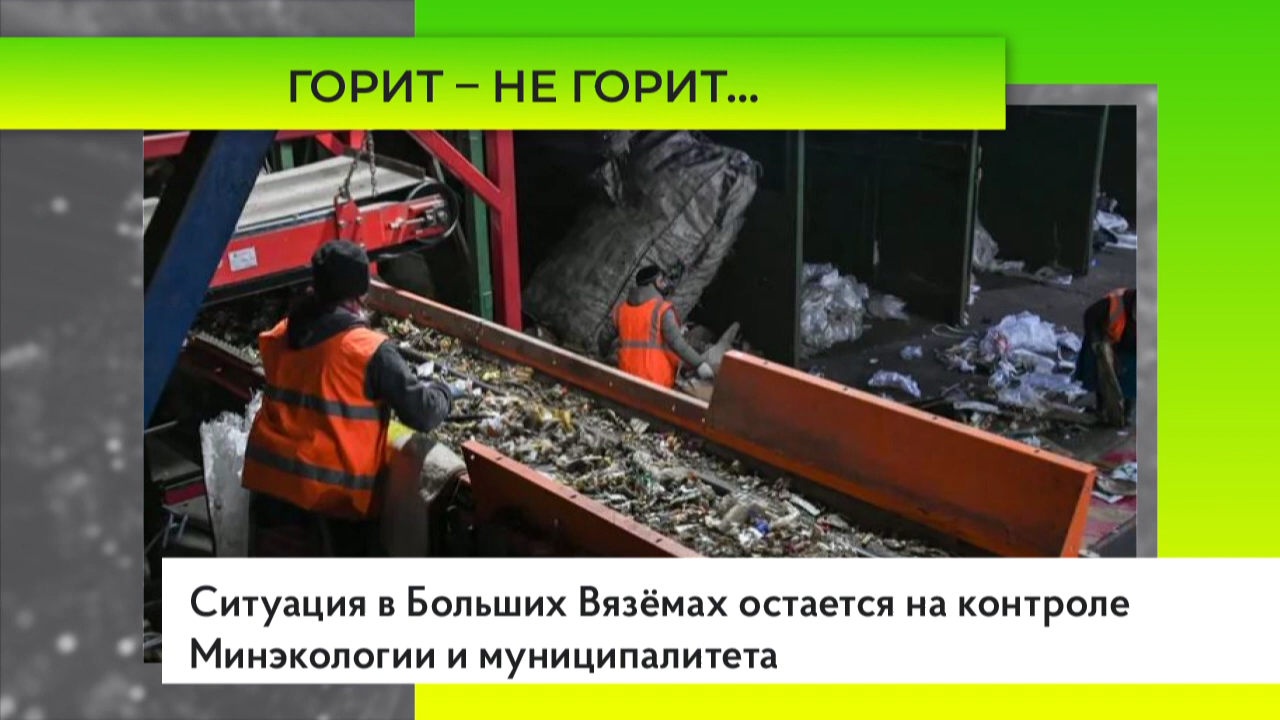 ГОРИТ – НЕ ГОРИТ...
Ситуация в Больших Вязёмах остается на контроле
Минэкологии и муниципалитета